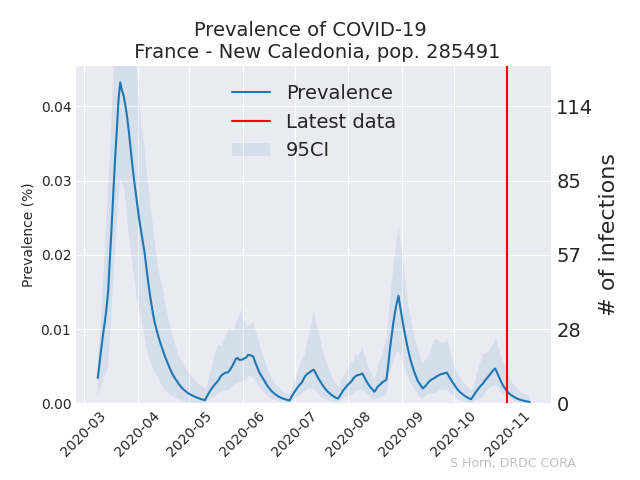 Prevalence of COVID-19
France - New Caledonia, pop. 285491
Prevalence
Latest data
95CI
Prevalence (%)
0.04
0.03
0.02
0.01
0.00
114
85
57
28
0
# of infections
2020-03
2020-04
2020-05
2020-06
2020-07
2020-08
2020-09
2020-10
2020-11
S Horn, DRDC CORA